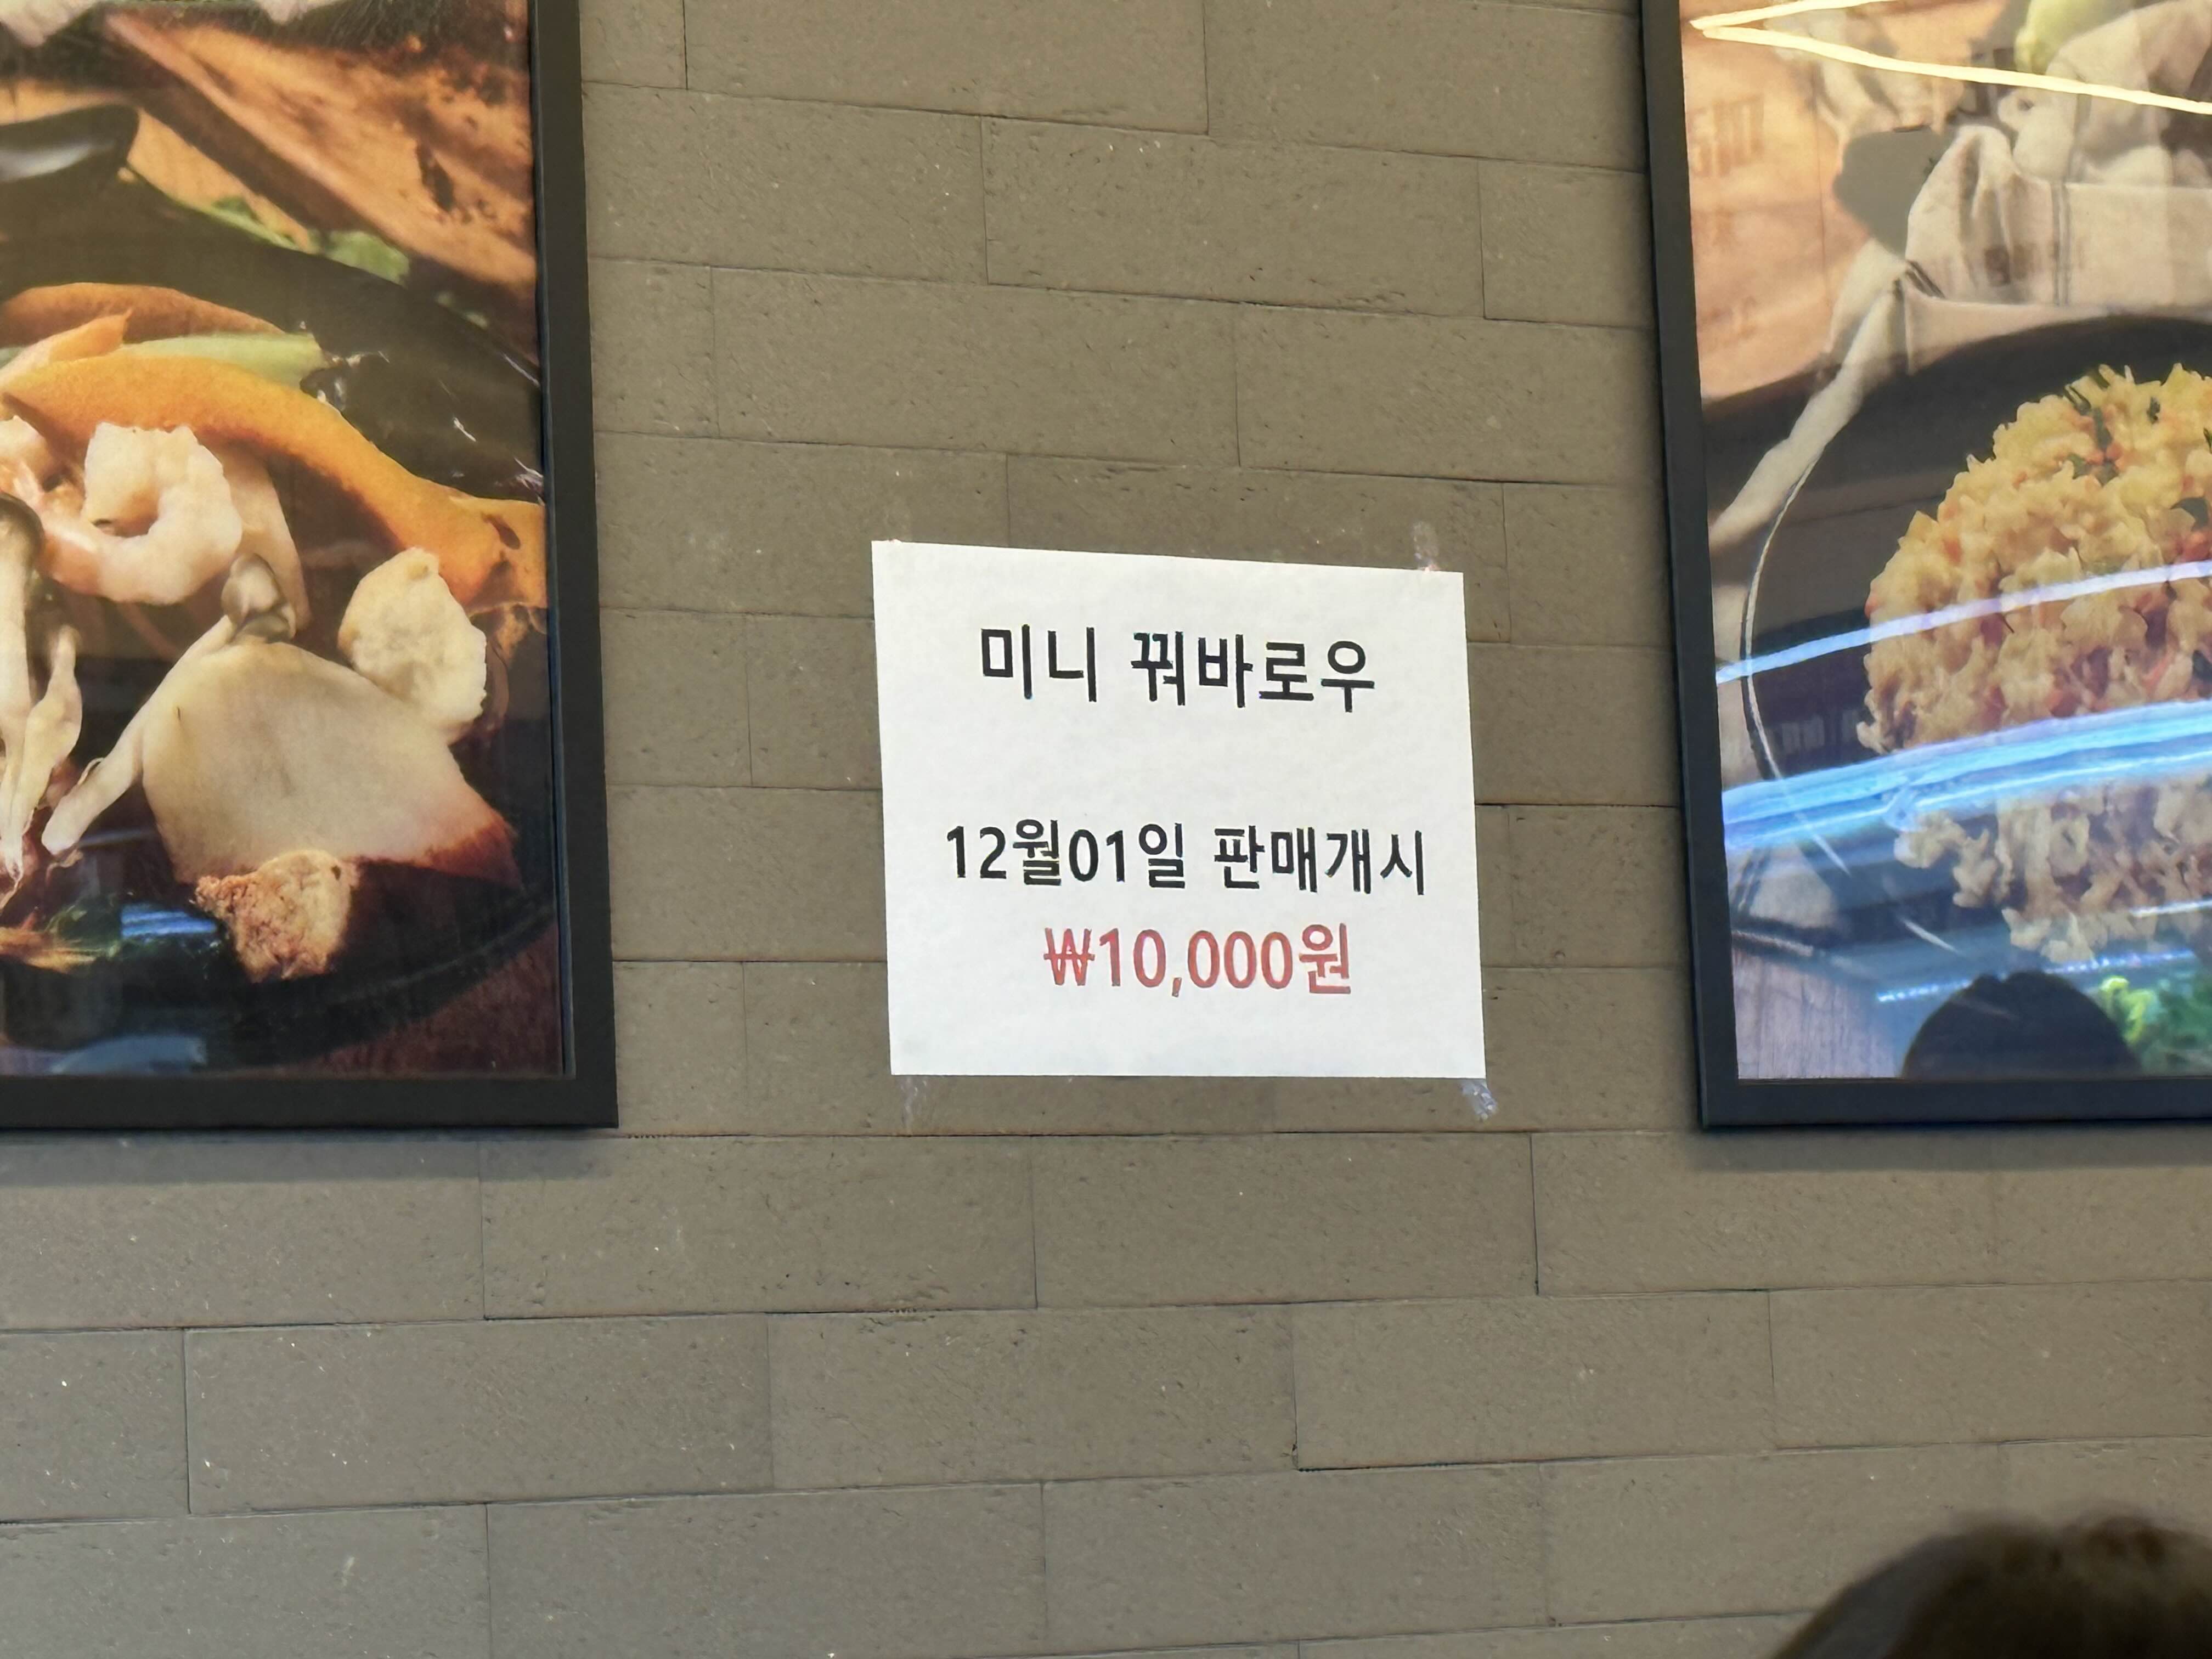 미니 꿔바로우
12월01일 판매개시
₩10,000원